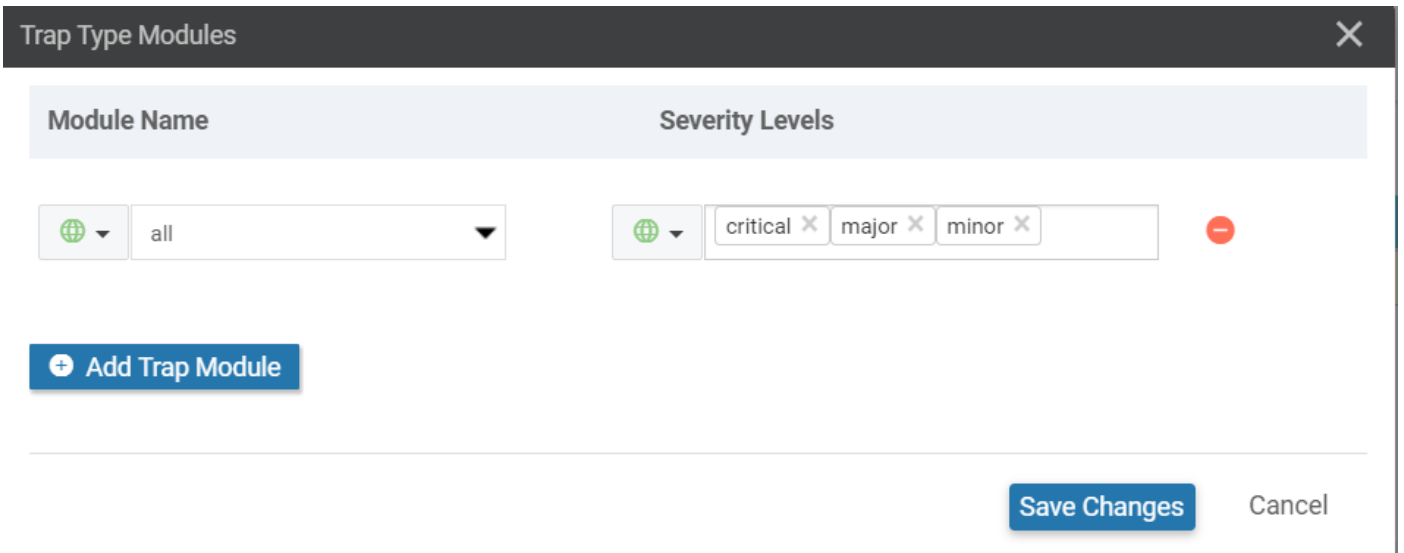 Trap Type Modules
Module Name Severity Levels
all critical major minor
Add Trap Module
Save Changes Cancel